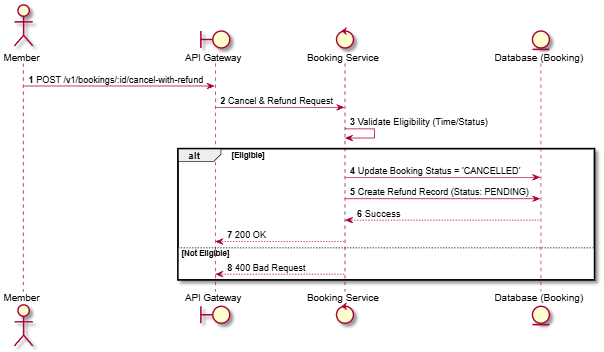 Member
API Gateway
Booking Service
Database (Booking)
1 POST /v1/bookings/:id/cancel-with-refund
2 Cancel & Refund Request
3 Validate Eligibility (Time/Status)
alt [Eligible]
4 Update Booking Status = 'CANCELLED'
5 Create Refund Record (Status: PENDING)
6 Success
7 200 OK
[Not Eligible]
8 400 Bad Request
Member
API Gateway
Booking Service
Database (Booking)